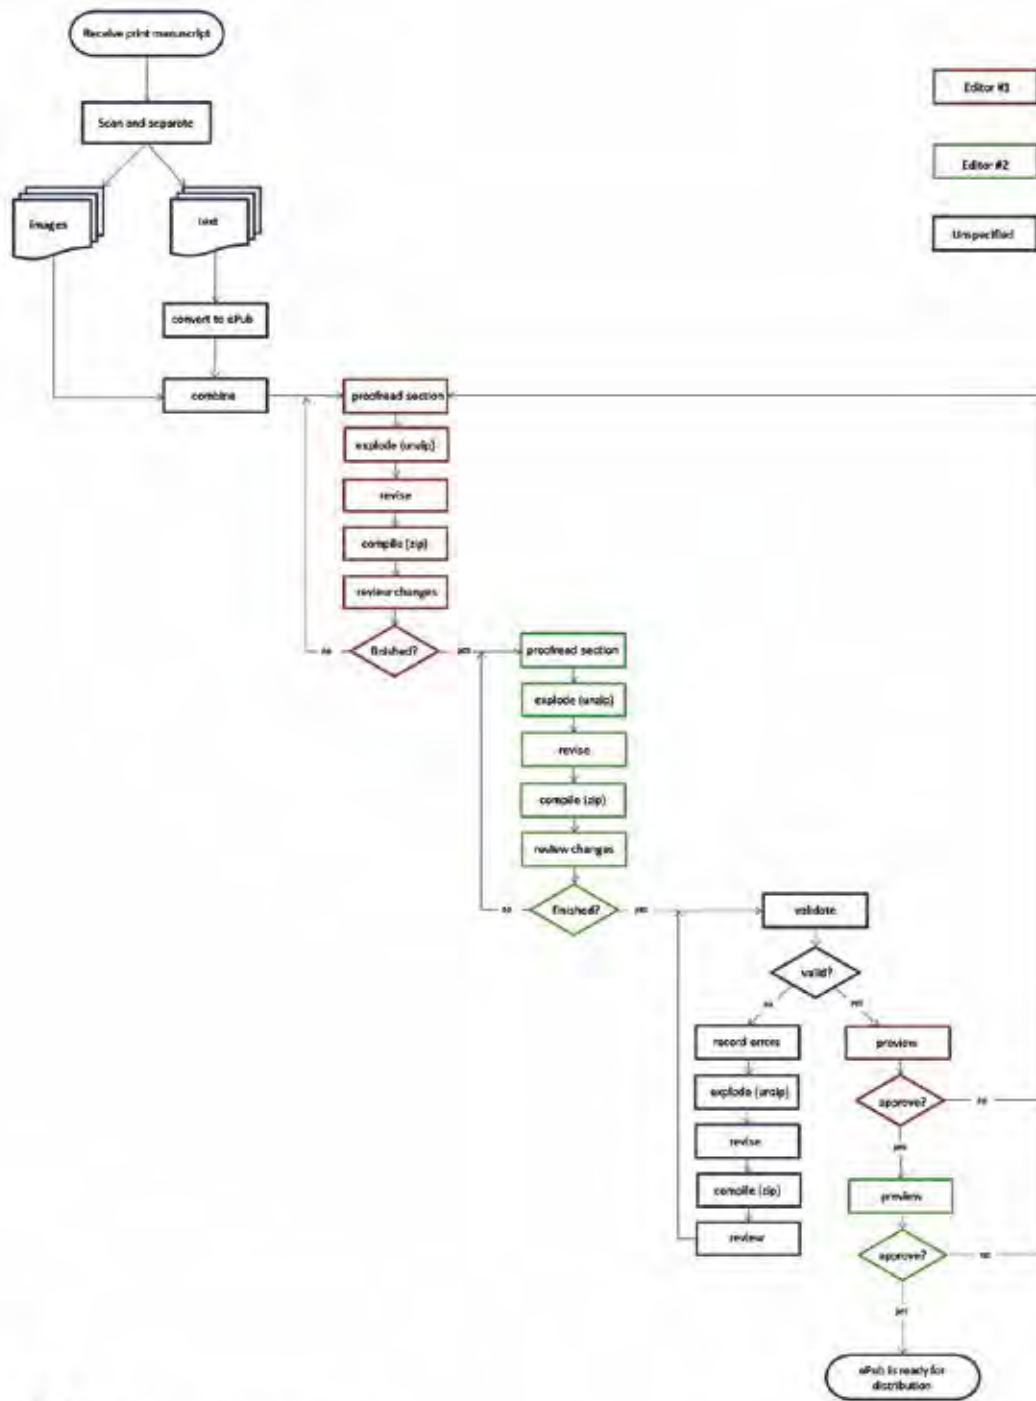 Receive print manuscript
Editor #1
Scan and separate
Editor #2
images
text
Unspecified
convert to ePub
combine
proofread section
explode (unzip)
revise
compile (zip)
review changes
no
finished?
yes
proofread section
explode (unzip)
revise
compile (zip)
review changes
no
finished?
yes
validate
valid?
no
yes
record errors
preview
explode (unzip)
approve?
no
revise
yes
compile (zip)
preview
review
approve?
no
yes
ePub is ready for
distribution